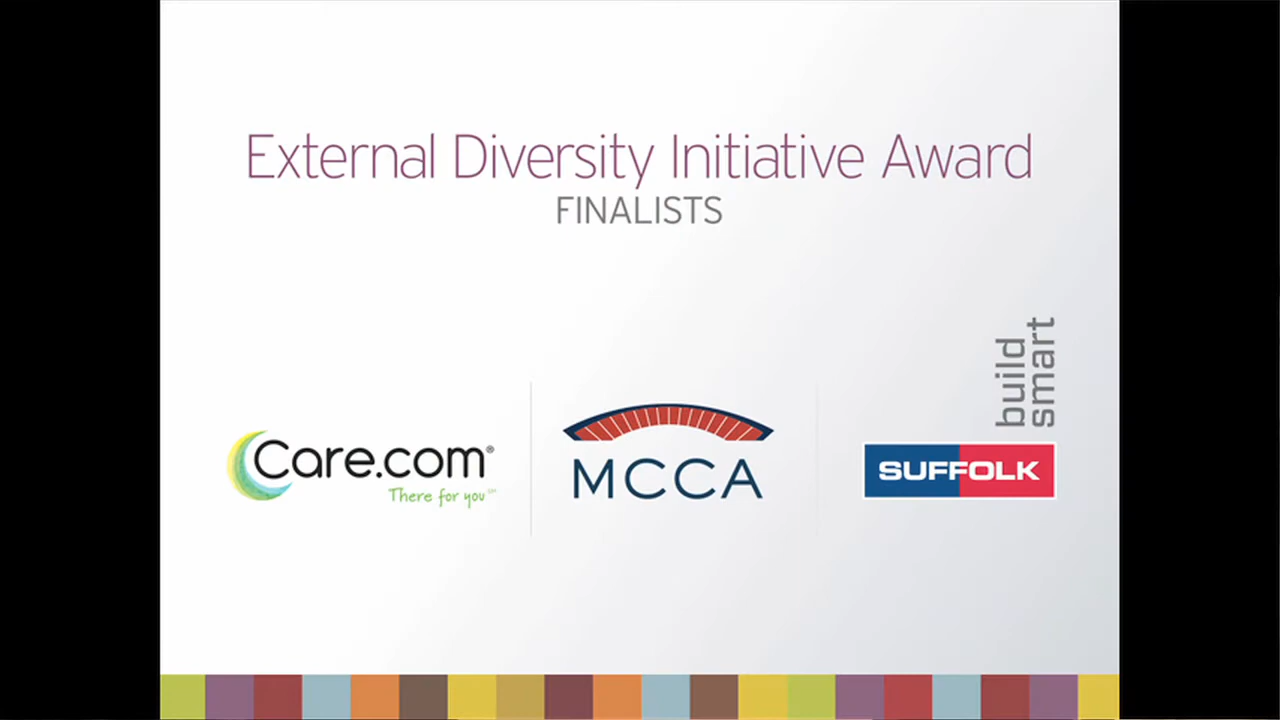 External Diversity Initiative Award
FINALISTS
Care.com®
There for you℠
MCCA
build
smart
SUFFOLK